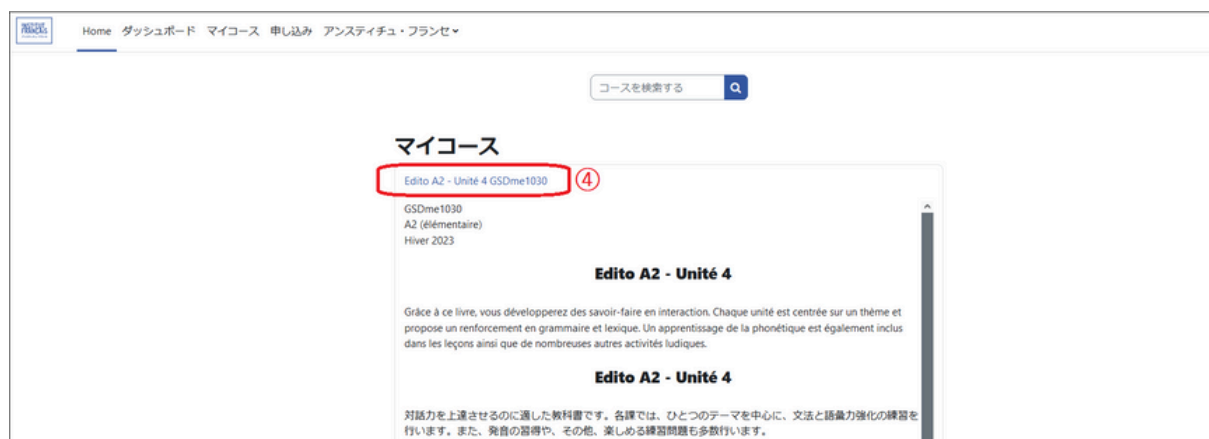 INSTITUT
FRANÇAIS
Home ダッシュボード マイコース 申し込み アンスティチュ・フランセ
コースを検索する
マイコース
Edito A2 - Unité 4 GSDme1030
④
GSDme1030
A2 (élémentaire)
Hiver 2023
Edito A2 - Unité 4
Grâce à ce livre, vous développerez des savoir-faire en interaction. Chaque unité est centrée sur un thème et
propose un renforcement en grammaire et lexique. Un apprentissage de la phonétique est également inclus
dans les leçons ainsi que de nombreuses autres activités ludiques.
Edito A2 - Unité 4
対話力を上達させるのに適した教科書です。各課では、ひとつのテーマを中心に、文法と語彙力強化の練習を
行います。また、発音の習得や、その他、楽しめる練習問題も多数行います。